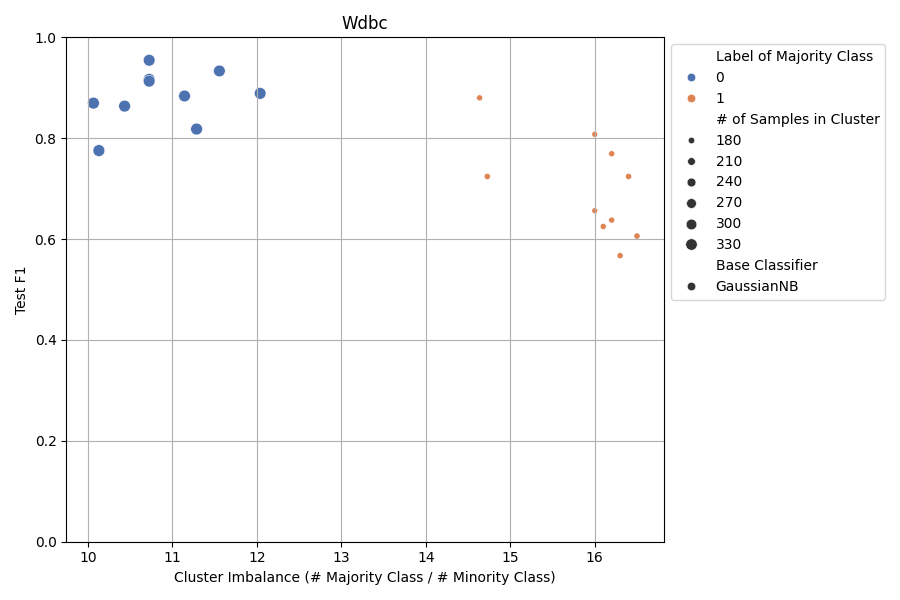 Wdbc
1.0
0.8
0.6
0.4
0.2
0.0
Test F1
10 11 12 13 14 15 16
Cluster Imbalance (# Majority Class / # Minority Class)
Label of Majority Class
0
1
# of Samples in Cluster
180
210
240
270
300
330
Base Classifier
GaussianNB